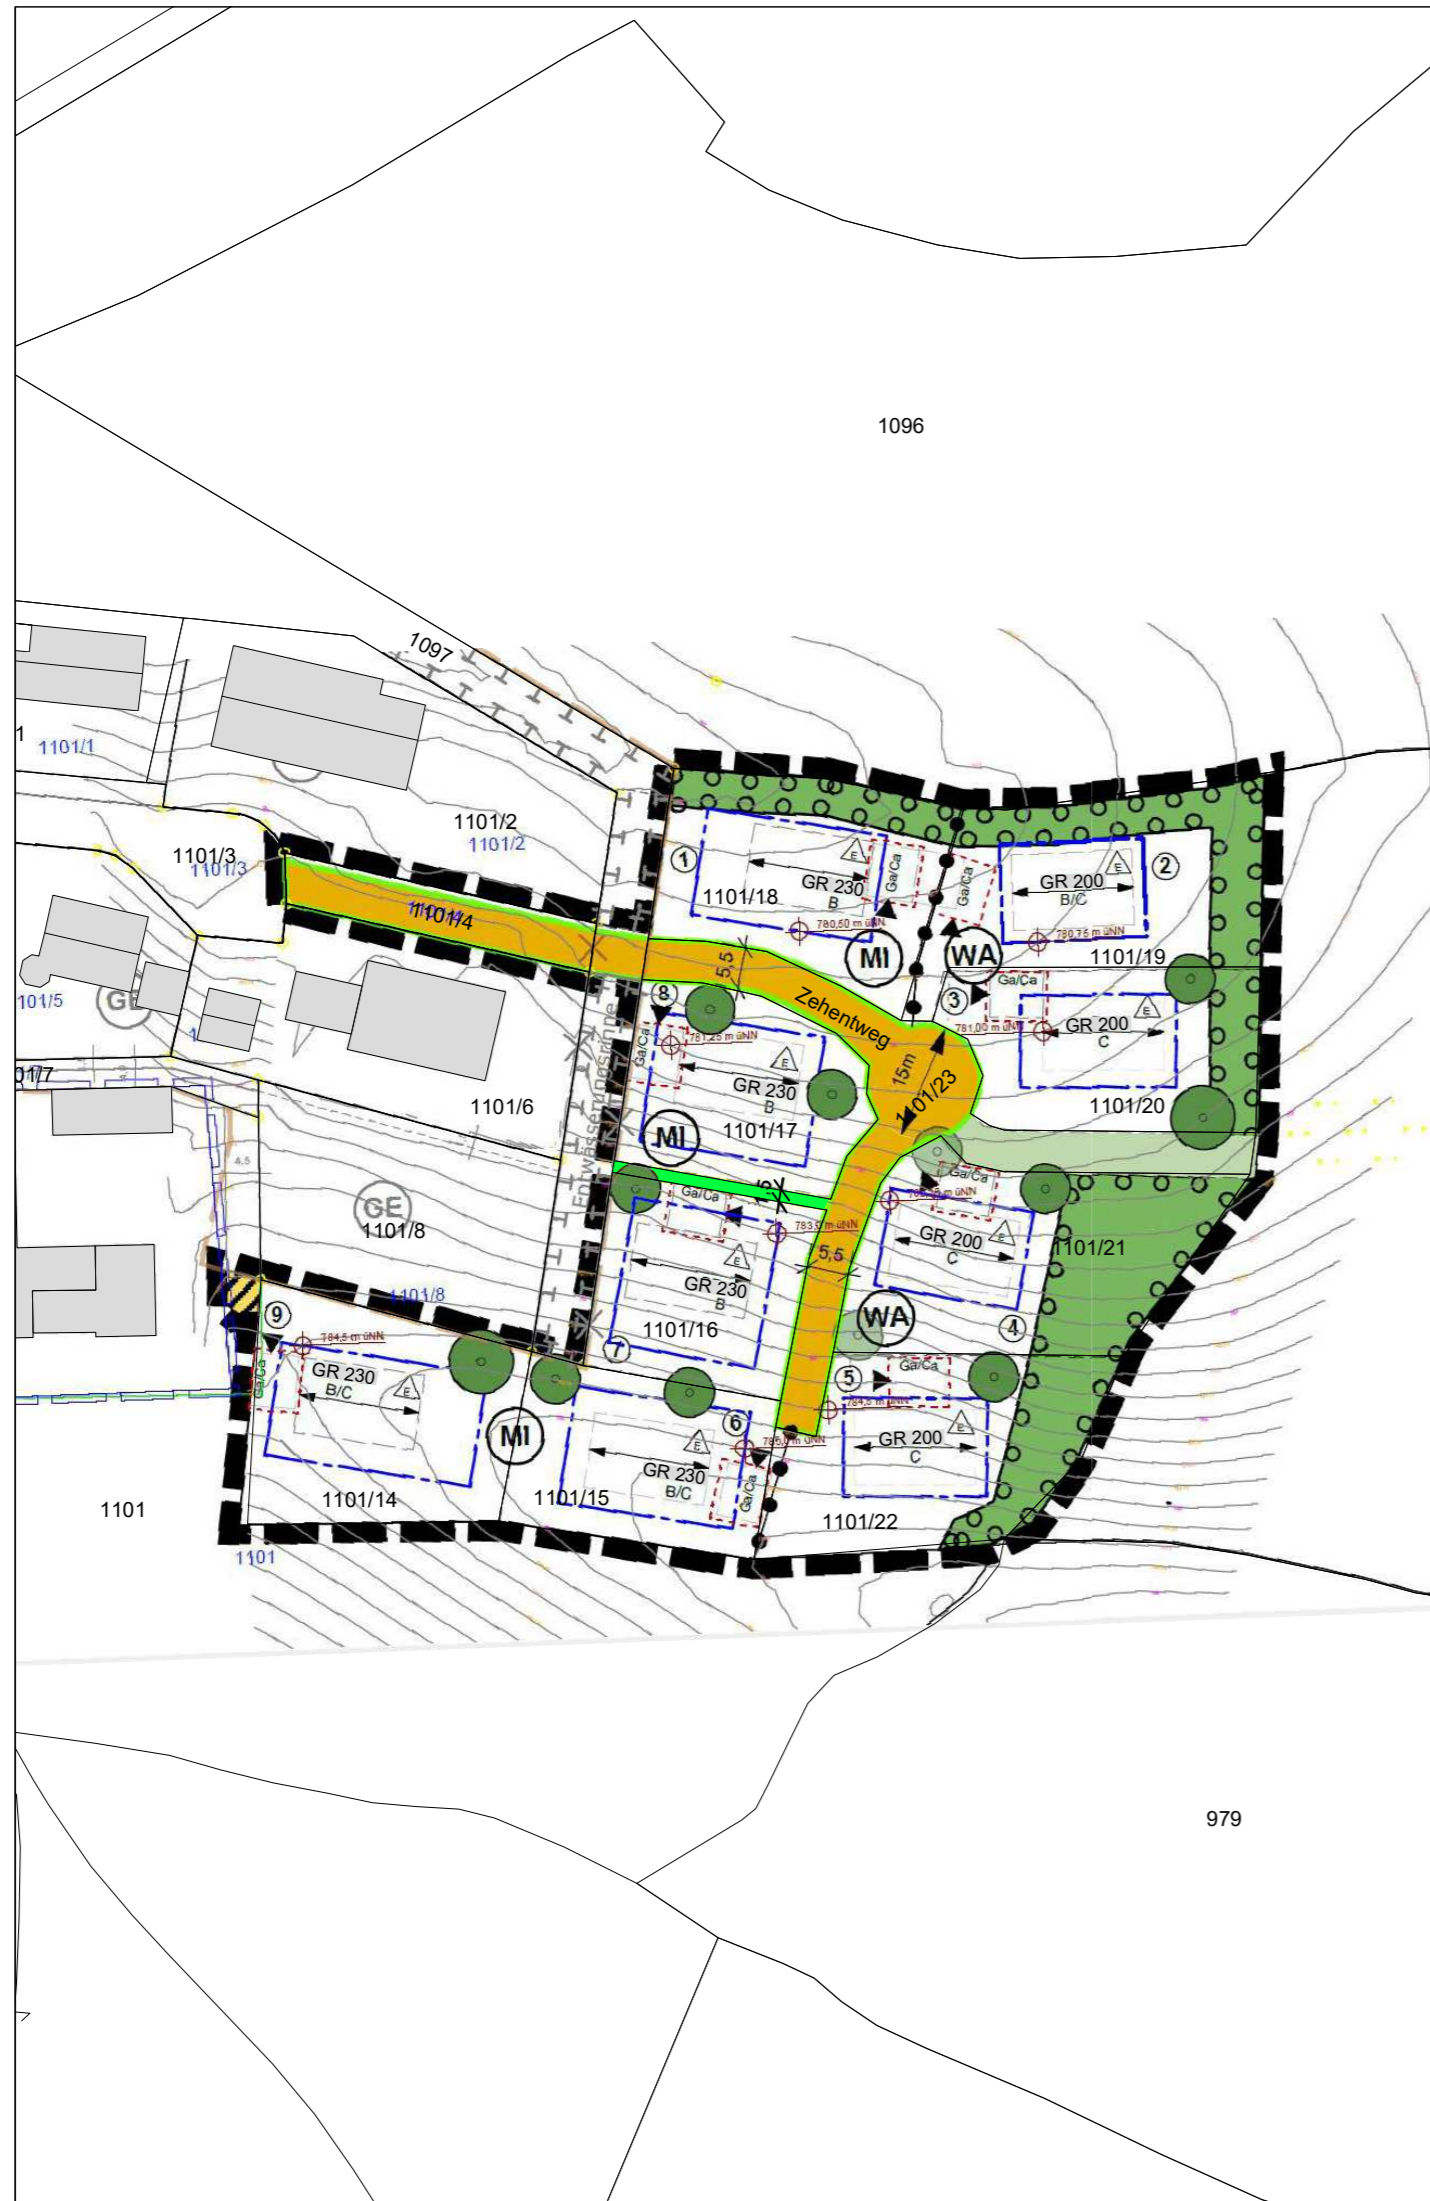 1096
1097
1
1101/1
1101/2
1101/2
1101/3
1101/3
1101/4
1101/5
GE
1101/6
GE
1101/8
1101/8
4,5
Entwässerungsrinne
1
1101/18
GR 230
B
E
Ga/Ca
780,50 m üNN
MI
Ga/Ca
WA
GR 200
B/C
E
2
780,75 m üNN
1101/19
3
Ga/Ca
781,00 m üNN
GR 200
C
E
1101/20
5,5
Zehentweg
15m
1101/23
8
Ga/Ca
781,25 m üNN
GR 230
B
E
1101/17
MI
1,5
Ga/Ca
783,0 m üNN
GR 230
B
E
1101/16
7
5,5
Ga/Ca
GR 200
C
E
1101/21
WA
4
5
Ga/Ca
784,5 m üNN
GR 200
C
E
1101/22
9
784,5 m üNN
Ga/Ca
GR 230
B/C
E
MI
1101/14
6
785,0 m üNN
GR 230
B/C
E
Ga/Ca
1101/15
1101
1101
979